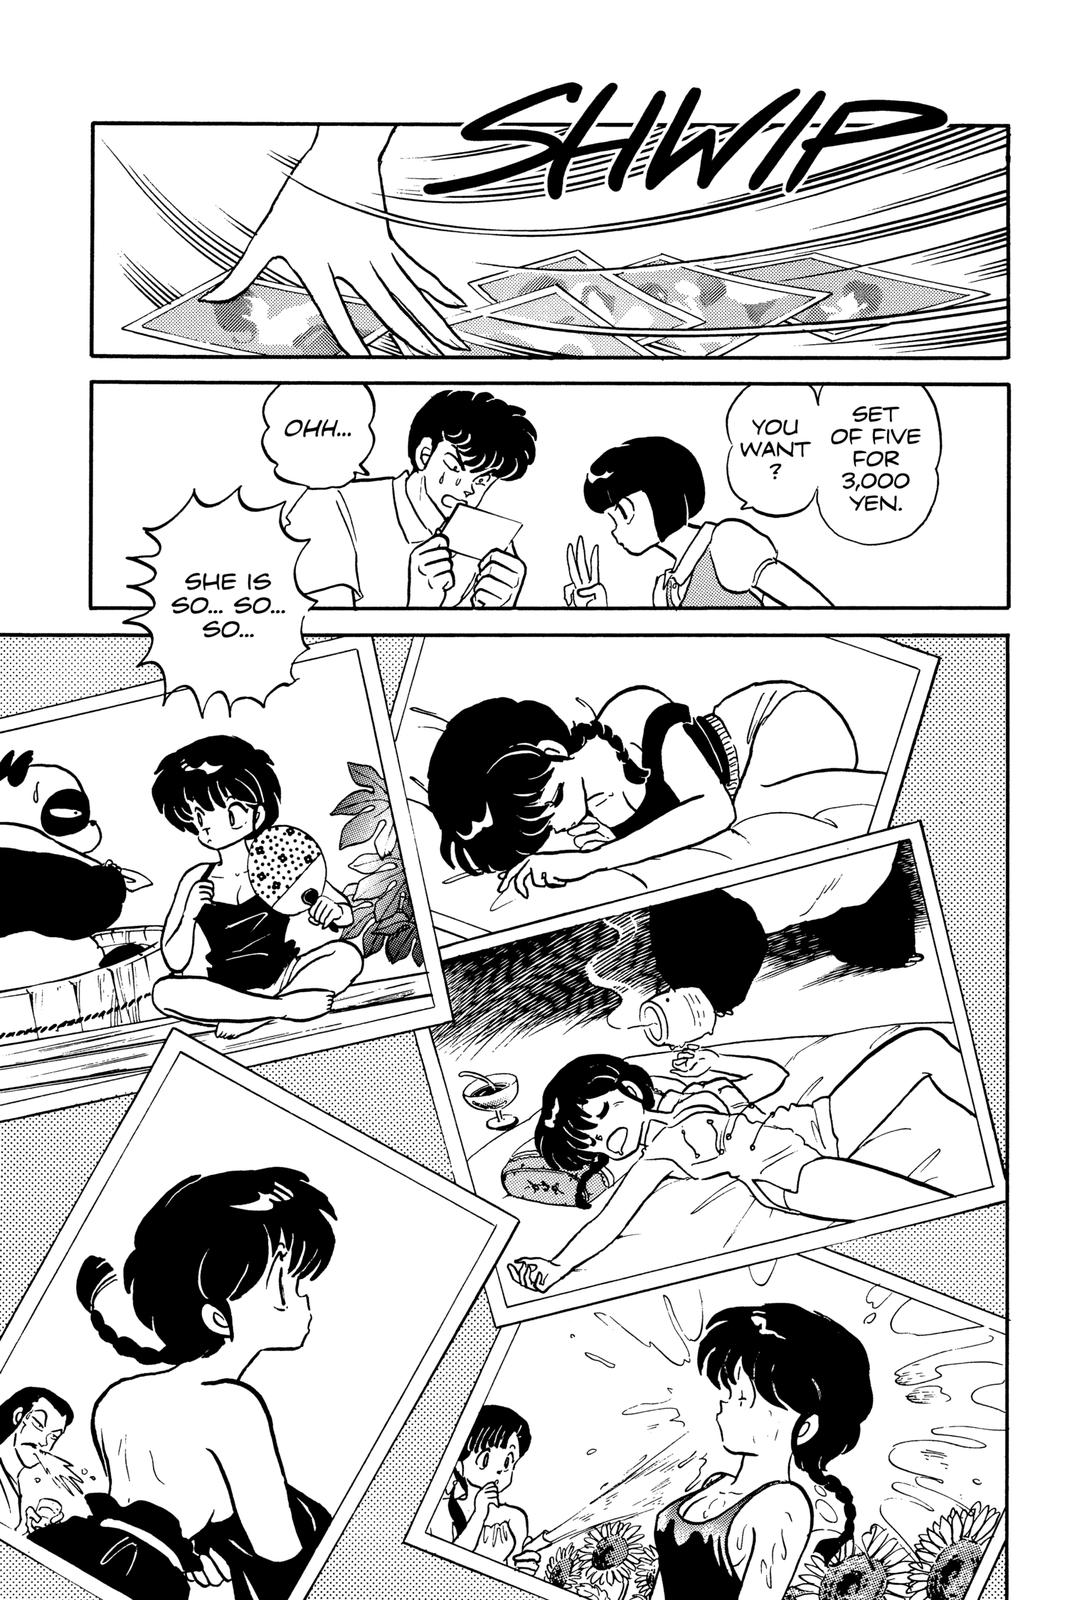 SHWIP
SET
OF FIVE
FOR
3,000
YEN.
YOU
WANT
?
OHH...
SHE IS
SO... SO...
SO...